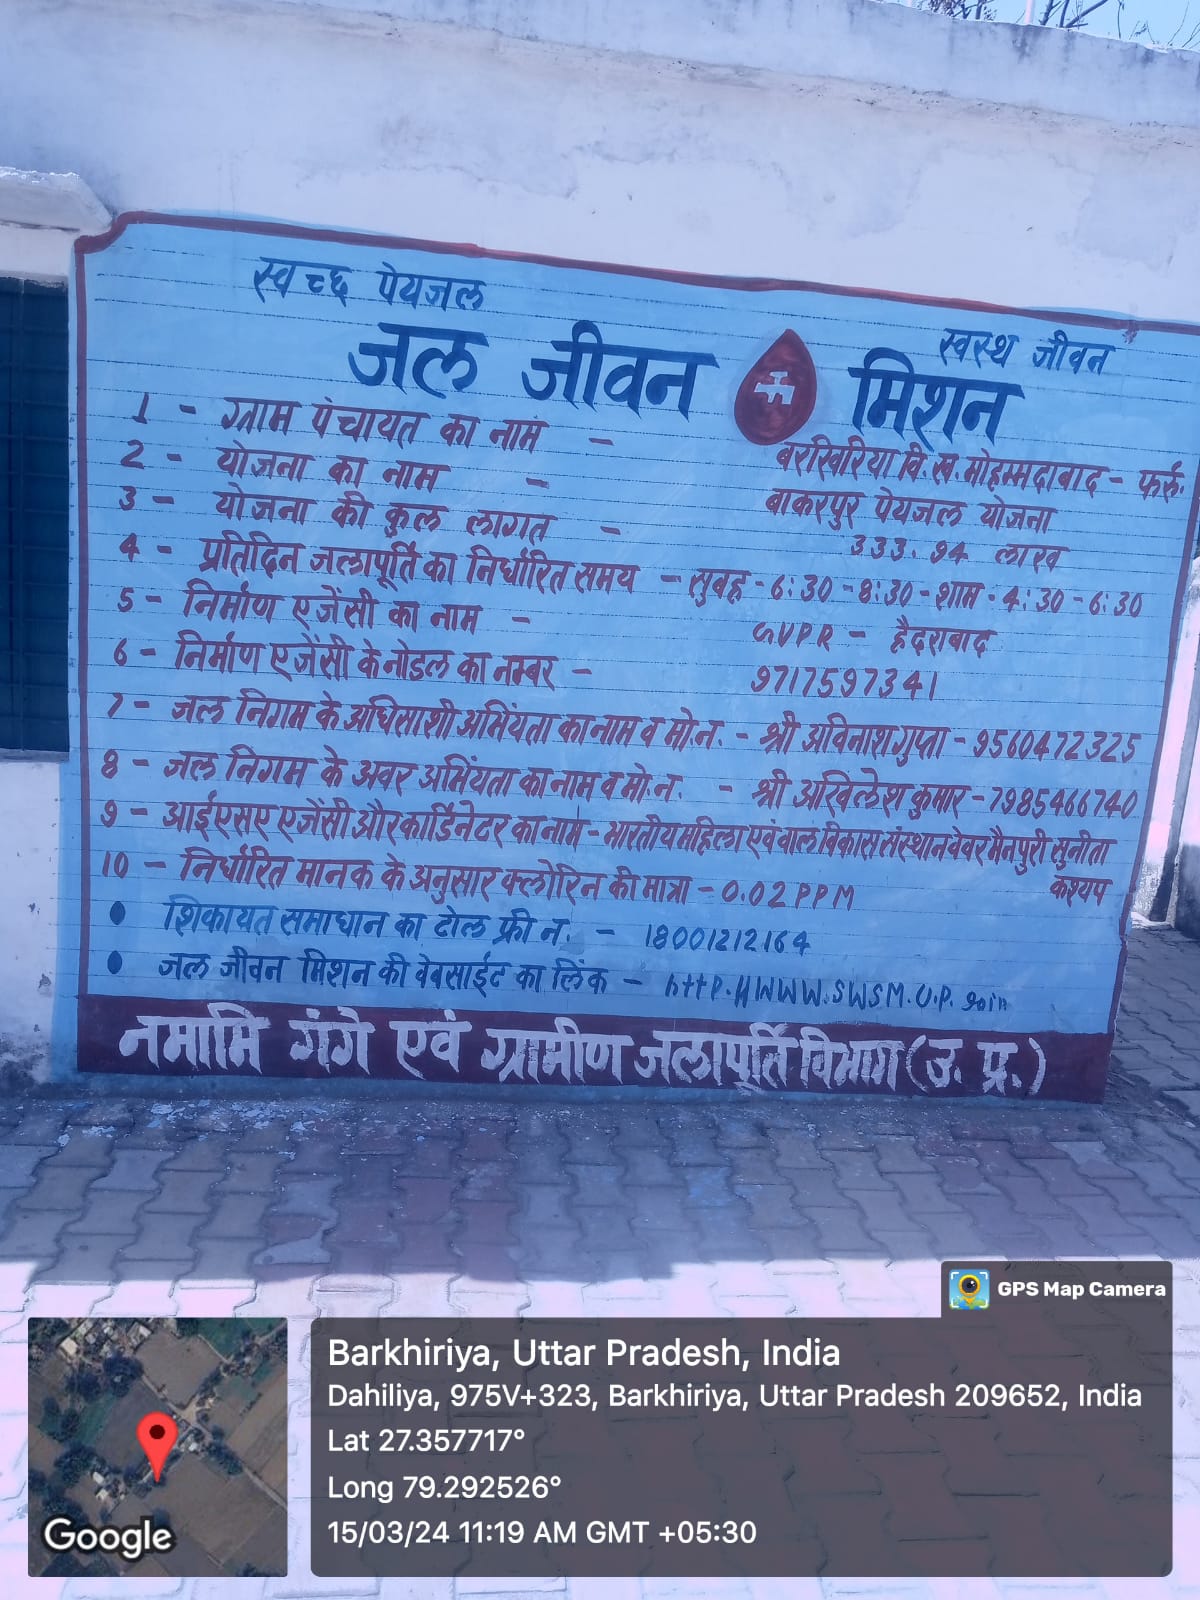 स्वच्छ पेयजल
स्वस्थ जीवन
जल जीवन मिशन
1 - ग्राम पंचायत का नाम - बरखिरिया वि.ख.मोहम्मदाबाद - फर्रु.
2 - योजना का नाम - बाकरपुर पेयजल योजना
3 - योजना की कुल लागत - 333.94 लाख
4 - प्रतिदिन जलापूर्ति का निर्धारित समय - सुबह - 6:30 - 8:30 - शाम - 4:30 - 6:30
5 - निर्माण एजेंसी का नाम - GVPR - हैदराबाद
6 - निर्माण एजेंसी के नोडल का नम्बर - 9717597341
7 - जल निगम के अधिसाशी अभिंयता का नाम व मो.न. - श्री अविनाश गुप्ता - 9560472325
8 - जल निगम के अवर अभिंयता का नाम व मो.न. - श्री अखिलेश कुमार - 7985466740
9 - आईएसए एजेंसी और कार्डिनेटर का नाम - भारतीय महिला एवं बाल विकास संस्थान बेवर मैनपुरी सुनीता
कश्यप
10 - निर्धारित मानक के अनुसार क्लोरिन की मात्रा - 0.02 PPM
• शिकायत समाधान का टोल फ्री न. - 18001212164
• जल जीवन मिशन की वेबसाईट का लिंक - http.//WWW.SWSM.U.P.
नमामि गंगे एवं ग्रामीण जलापूर्ति विभाग (उ. प्र.)
GPS Map Camera
Barkhiriya, Uttar Pradesh, India
Dahiliya, 975V+323, Barkhiriya, Uttar Pradesh 209652, India
Lat 27.357717°
Long 79.292526°
15/03/24 11:19 AM GMT +05:30
Google